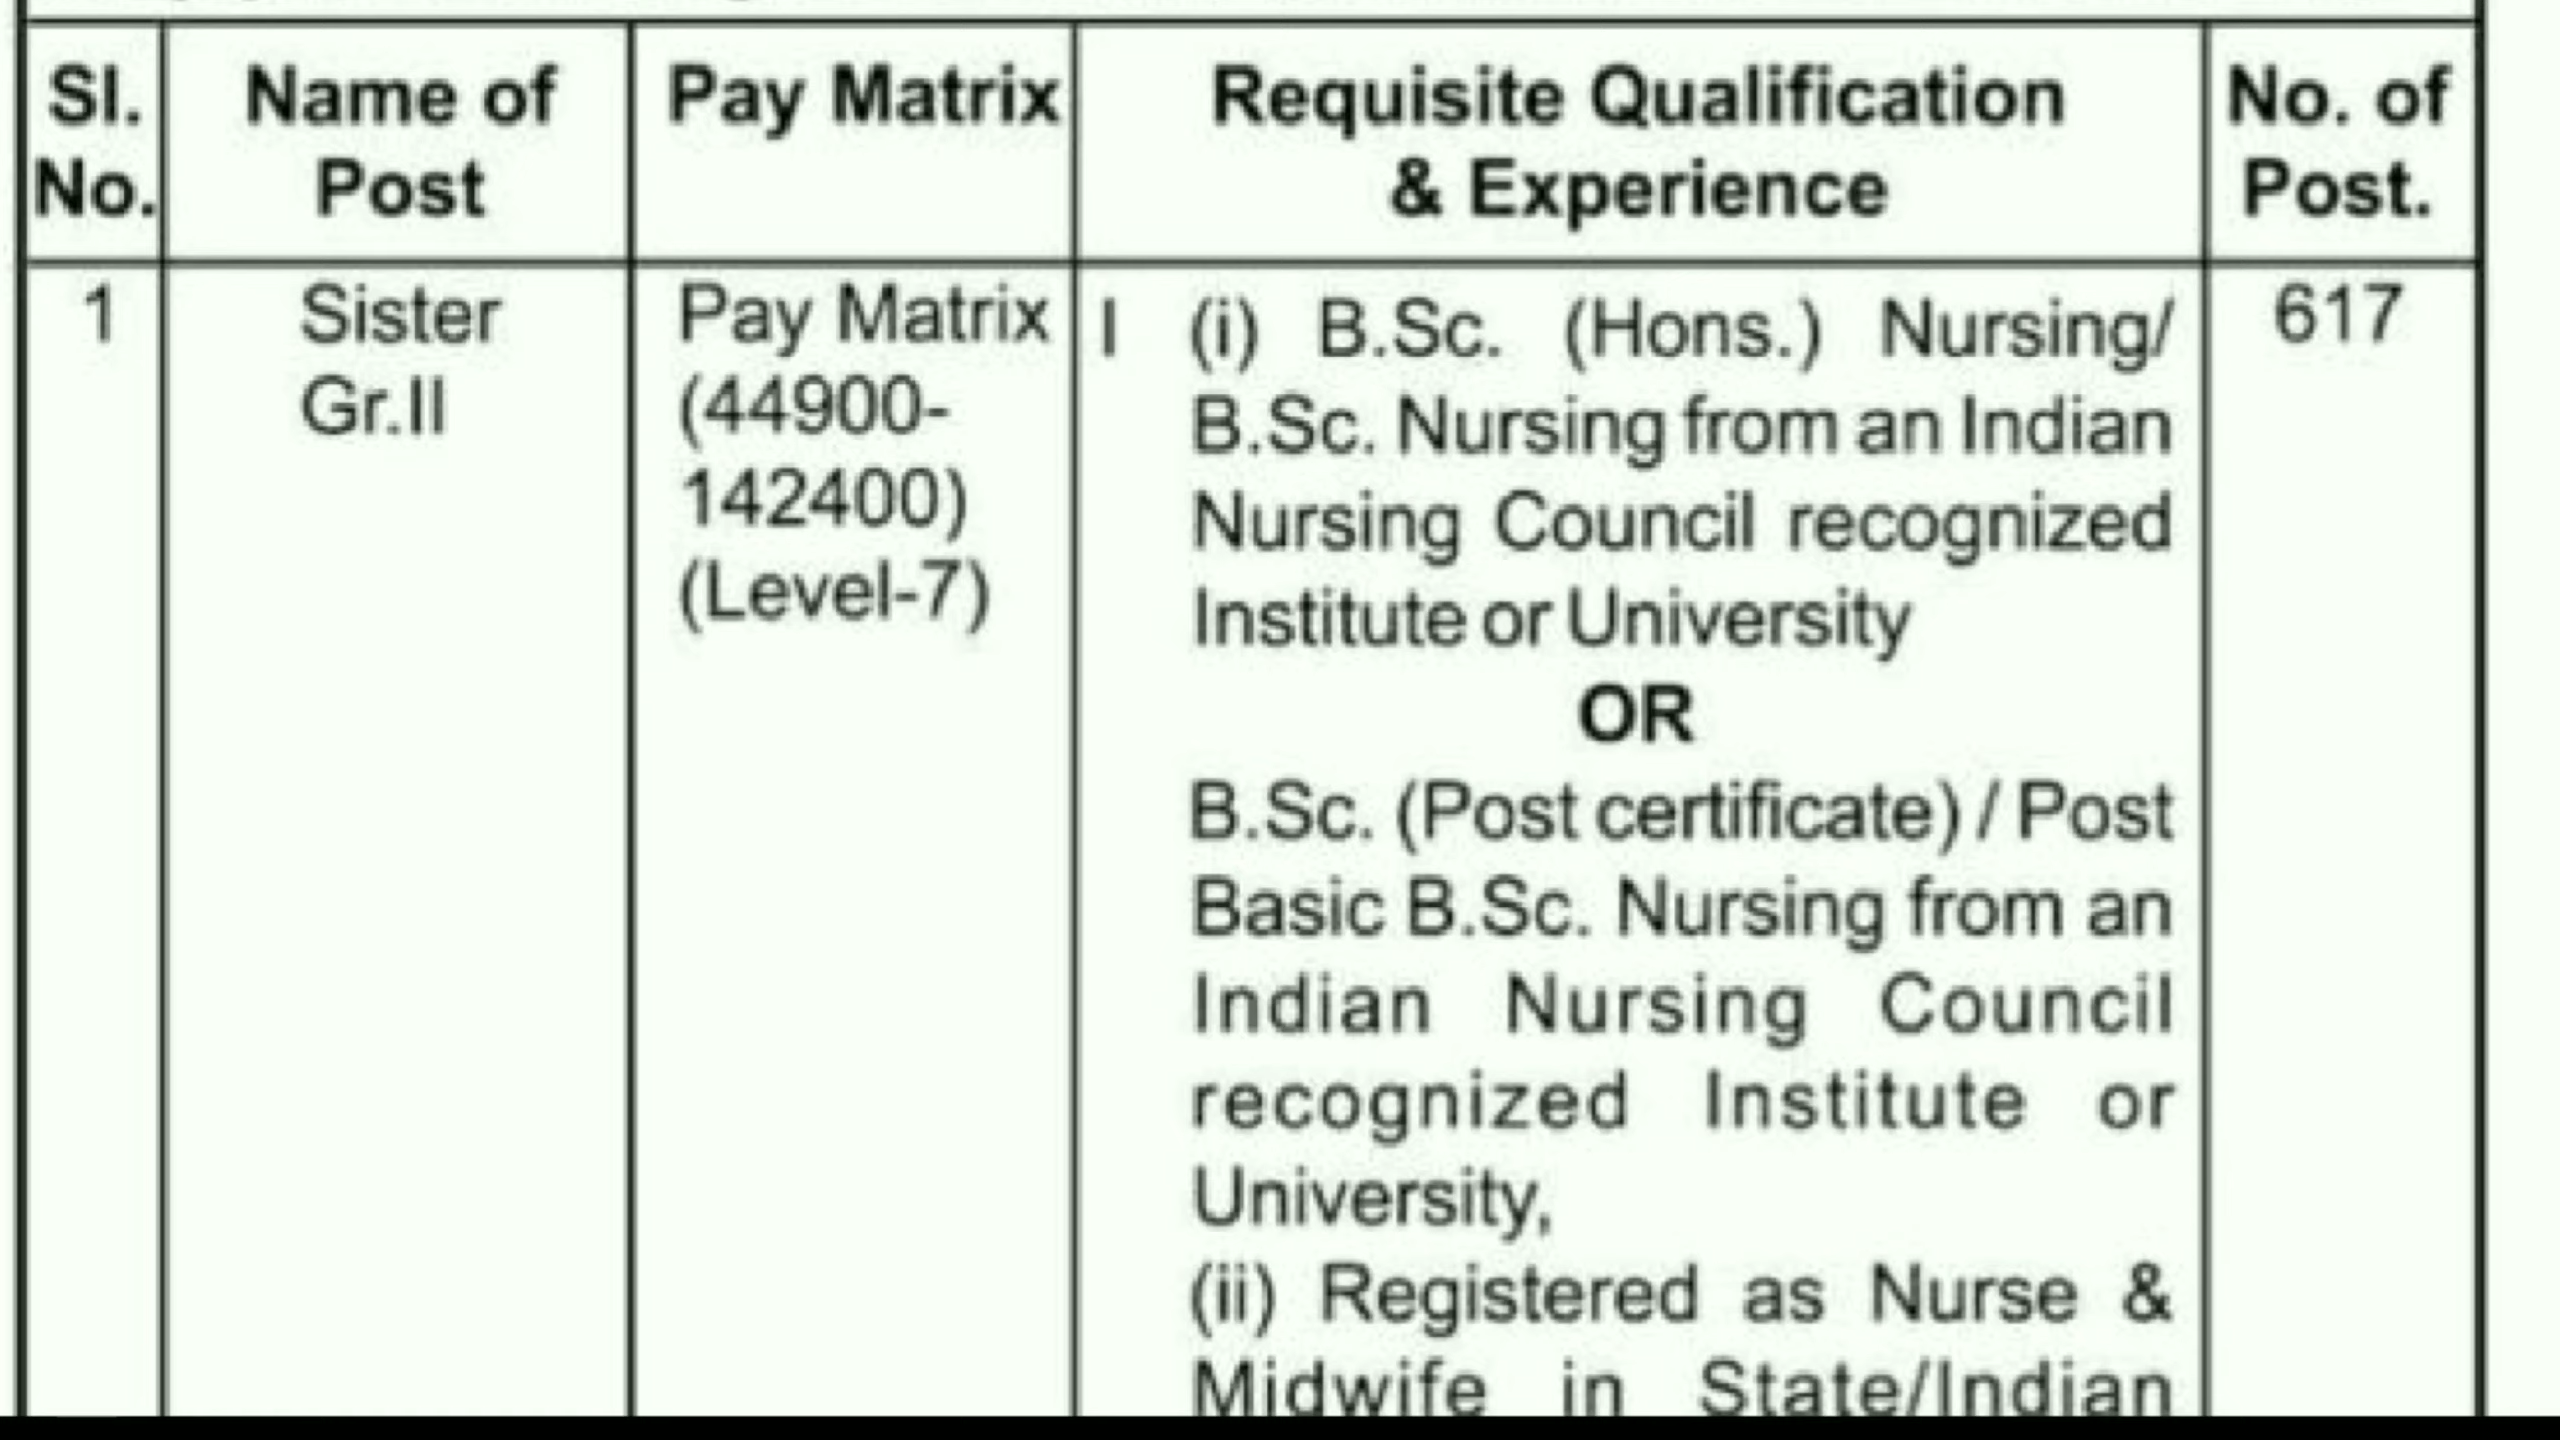 Sl. No.
Name of Post
Pay Matrix
Requisite Qualification & Experience
No. of Post.
1
Sister
Gr.II
Pay Matrix
(44900-
142400)
(Level-7)
I (i) B.Sc. (Hons.) Nursing/
B.Sc. Nursing from an Indian
Nursing Council recognized
Institute or University
OR
B.Sc. (Post certificate) / Post
Basic B.Sc. Nursing from an
Indian Nursing Council
recognized Institute or
University,
(ii) Registered as Nurse &
Midwife in State/Indian
617